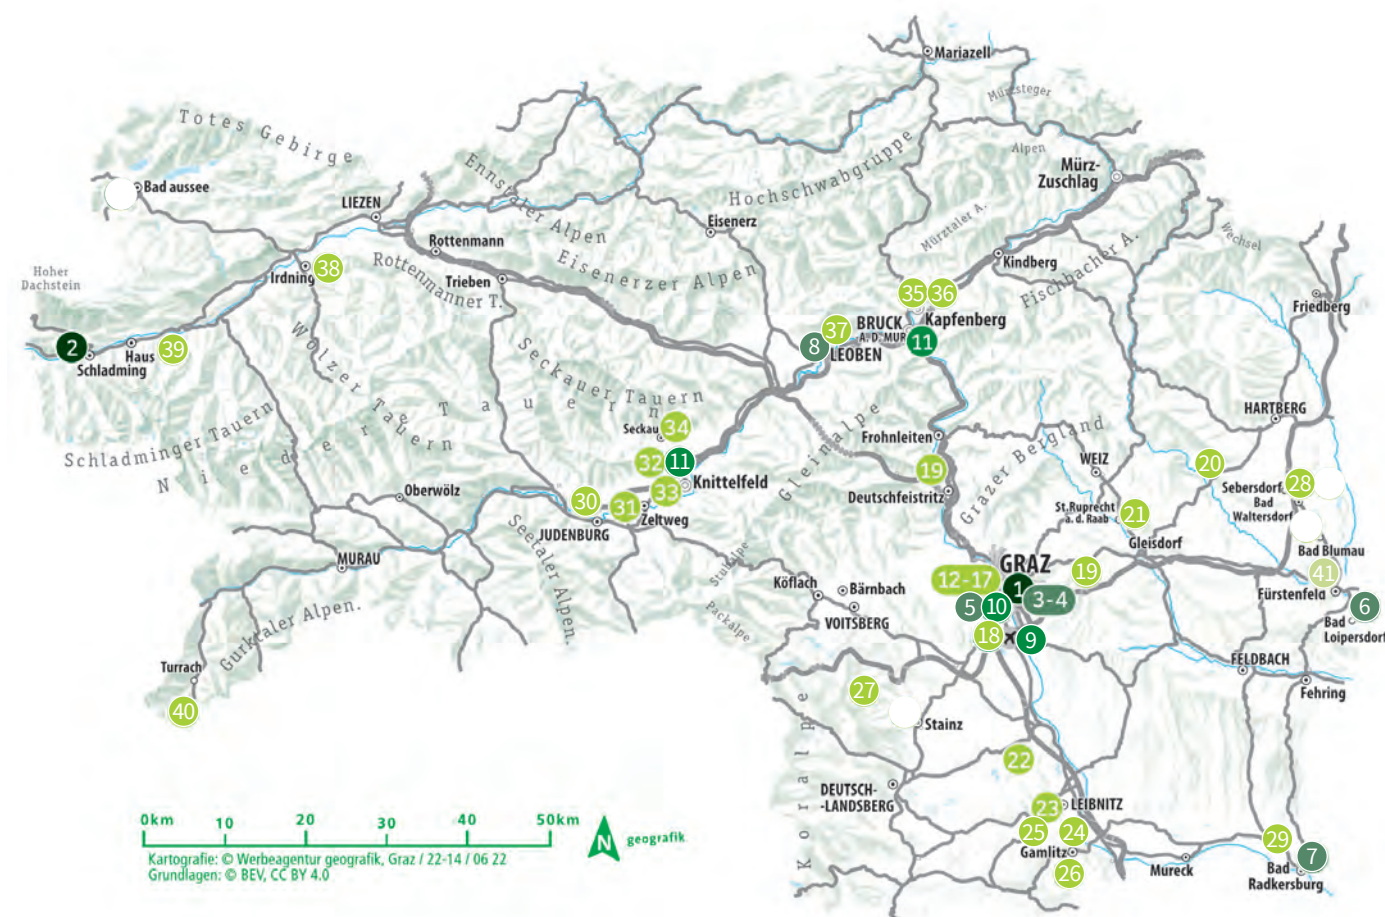 Mariazell
Mürzsteger
Alpen
Totes Gebirge
Mürz-
Zuschlag
Ennstaler Alpen
Hochschwabgruppe
Bad aussee
LIEZEN
Eisenerz
Mürztaler A.
Wechsel
Rottenmann
Eisenerzer Alpen
Kindberg
Fischbacher A.
Hoher
Dachstein
Irdning
38
Rottenmanner T.
Trieben
35
36
Kapfenberg
Friedberg
2
Schladming
Haus
39
Wölzer Tauern
Seckauer Tauern
8
37
LEOBEN
BRUCK
A. D. MUR
11
Schladminger Tauern
Niedere Tauern
Seckau
34
32
11
33
Knittelfeld
Gleinalpe
Frohnleiten
19
Deutschfeistritz
Grazer Bergland
HARTBERG
WEIZ
20
Sebersdorf
28
Bad
Waltersdorf
Oberwölz
30
31
Zeltweg
JUDENBURG
St.Ruprecht
a. d. Raab
21
Gleisdorf
Bad Blumau
41
Fürstenfeld
6
Bad
Loipersdorf
MURAU
Seetaler Alpen.
Stubalpe
Packalpe
Köflach
Bärnbach
VOITSBERG
GRAZ
12-17
1
3-4
5
10
19
18
9
Gurktaler Alpen.
Turrach
40
27
Stainz
FELDBACH
Fehring
Koralpe
22
DEUTSCH-
-LANDSBERG
23
LEIBNITZ
25
24
Gamlitz
26
Mureck
29
7
Bad
Radkersburg
0km 10 20 30 40 50km
N
geografik
Kartografie: © Werbeagentur geografik, Graz / 22-14 / 06 22
Grundlagen: © BEV, CC BY 4.0